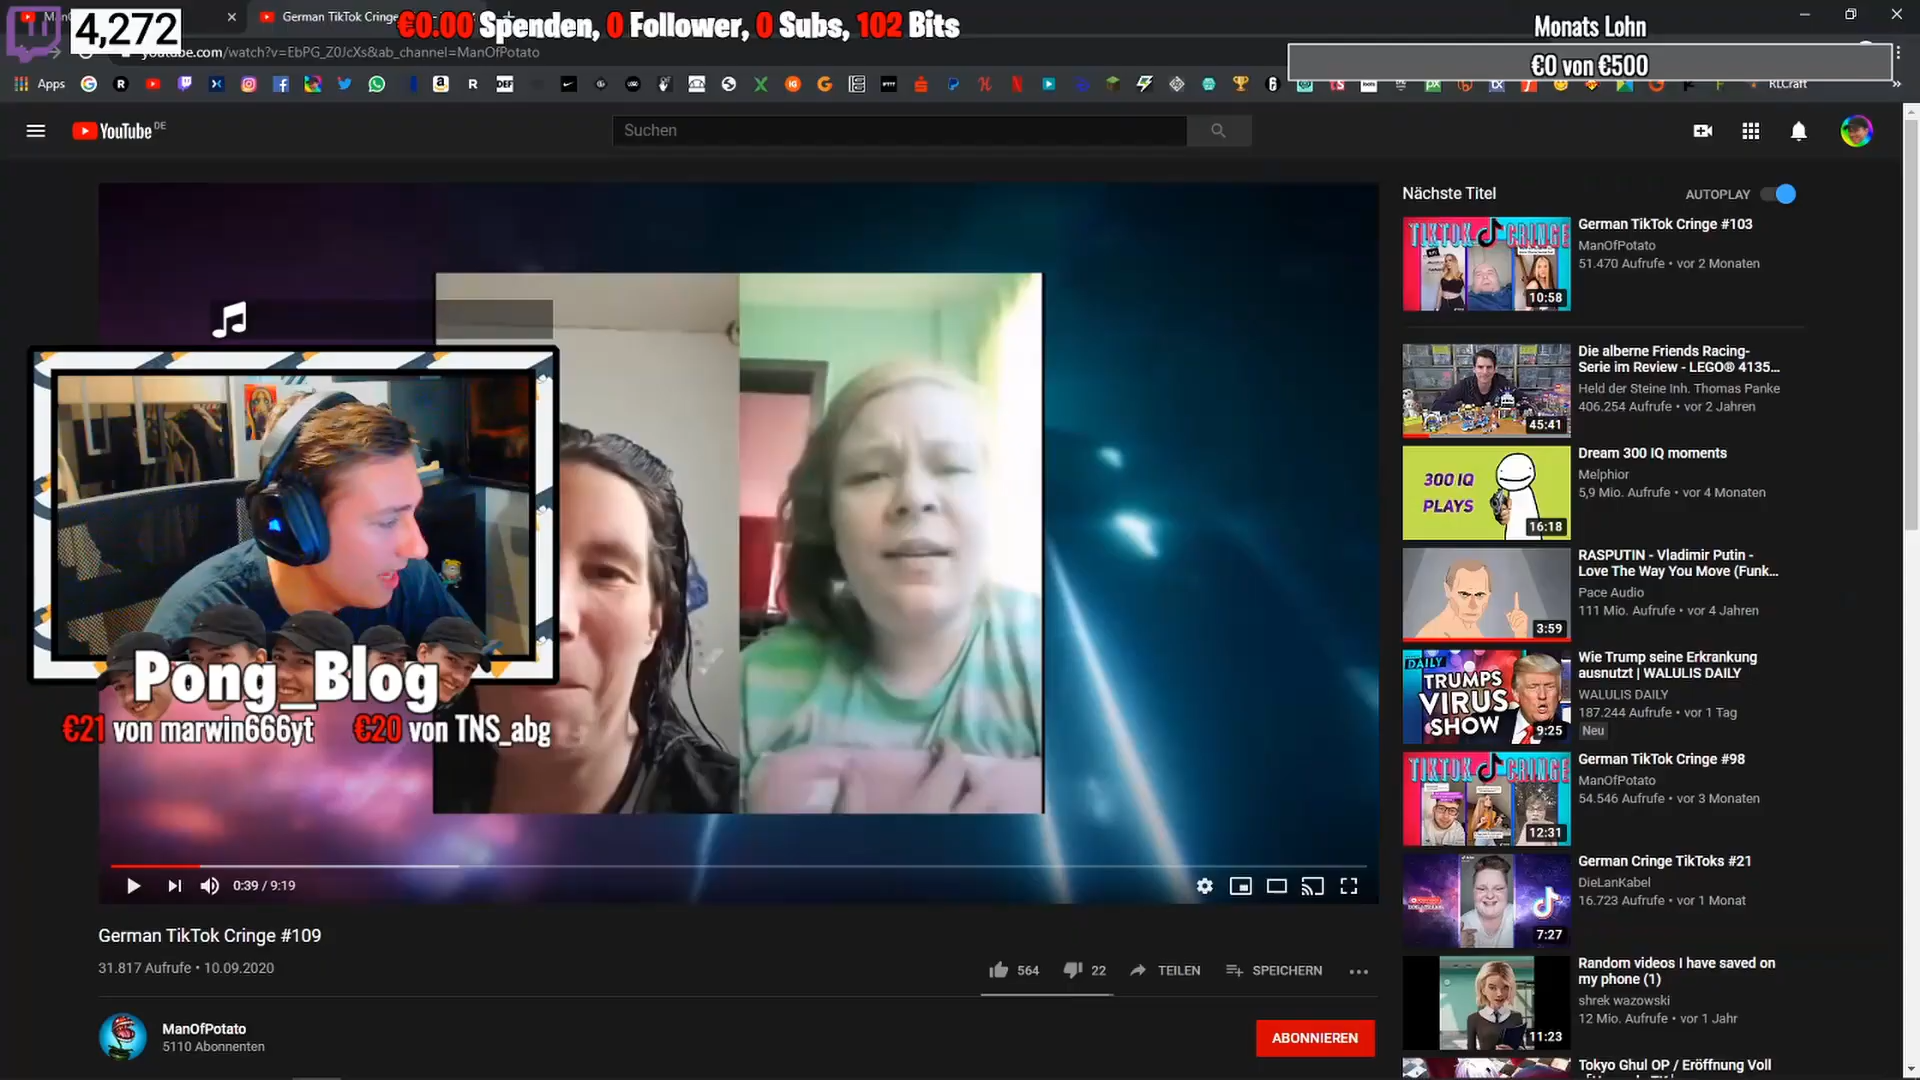 German TikTok Cringe
4,272
€0.00 Spenden, 0 Follower, 0 Subs, 102 Bits
Monats Lohn
€0 von €500
youtube.com/watch?v=EbPG_Z0JcXs&ab_channel=ManOfPotato
Apps
RLCraft
YouTube DE
Suchen
Pong_Blog
€21 von marwin666yt €20 von TNS_abg
0:39 / 9:19
German TikTok Cringe #109
31.817 Aufrufe • 10.09.2020
564
22
TEILEN
SPEICHERN
ManOfPotato
5110 Abonnenten
ABONNIEREN
Nächste Titel
AUTOPLAY
TIKTOK CRINGE
10:58
German TikTok Cringe #103
ManOfPotato
51.470 Aufrufe • vor 2 Monaten
45:41
Die alberne Friends Racing-
Serie im Review - LEGO® 4135...
Held der Steine Inh. Thomas Panke
406.254 Aufrufe • vor 2 Jahren
300 IQ
PLAYS
16:18
Dream 300 IQ moments
Melphior
5,9 Mio. Aufrufe • vor 4 Monaten
3:59
RASPUTIN - Vladimir Putin -
Love The Way You Move (Funk...
Pace Audio
111 Mio. Aufrufe • vor 4 Jahren
DAILY
TRUMPS
VIRUS
SHOW
9:25
Wie Trump seine Erkrankung
ausnutzt | WALULIS DAILY
WALULIS DAILY
187.244 Aufrufe • vor 1 Tag
Neu
TIKTOK CRINGE
12:31
German TikTok Cringe #98
ManOfPotato
54.546 Aufrufe • vor 3 Monaten
7:27
German Cringe TikToks #21
DieLanKabel
16.723 Aufrufe • vor 1 Monat
11:23
Random videos I have saved on
my phone (1)
shrek wazowski
12 Mio. Aufrufe • vor 1 Jahr
Tokyo Ghul OP / Eröffnung Voll